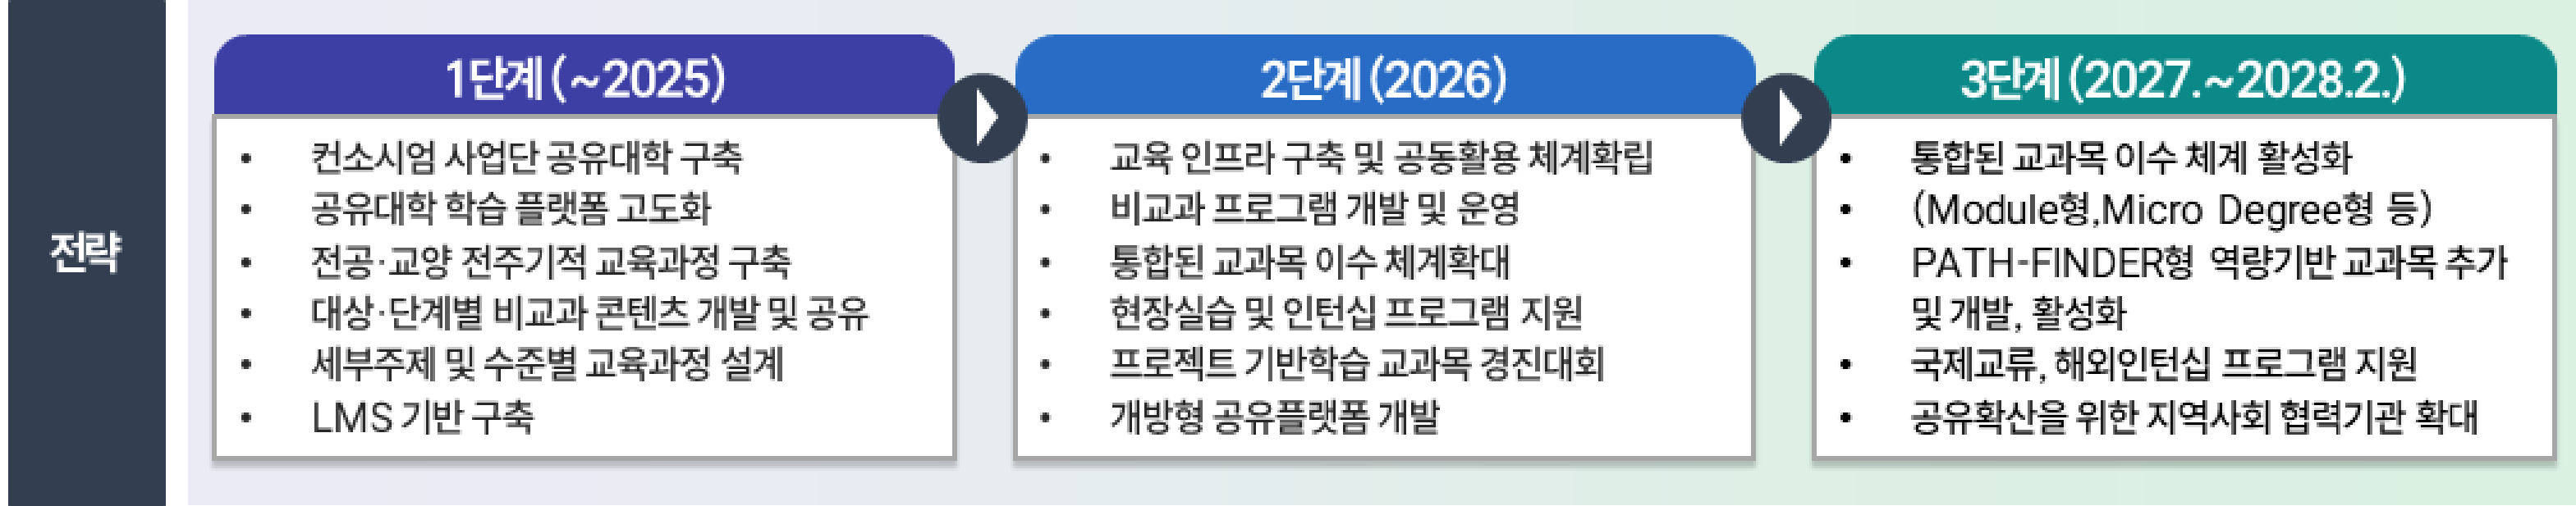 전략
1단계 (~2025)
• 컨소시엄 사업단 공유대학 구축
• 공유대학 학습 플랫폼 고도화
• 전공·교양 전주기적 교육과정 구축
• 대상·단계별 비교과 콘텐츠 개발 및 공유
• 세부주제 및 수준별 교육과정 설계
• LMS 기반 구축
2단계 (2026)
• 교육 인프라 구축 및 공동활용 체계확립
• 비교과 프로그램 개발 및 운영
• 통합된 교과목 이수 체계확대
• 현장실습 및 인턴십 프로그램 지원
• 프로젝트 기반학습 교과목 경진대회
• 개방형 공유플랫폼 개발
3단계 (2027.~2028.2.)
• 통합된 교과목 이수 체계 활성화
• (Module형,Micro Degree형 등)
• PATH-FINDER형 역량기반 교과목 추가
및 개발, 활성화
• 국제교류, 해외인턴십 프로그램 지원
• 공유확산을 위한 지역사회 협력기관 확대